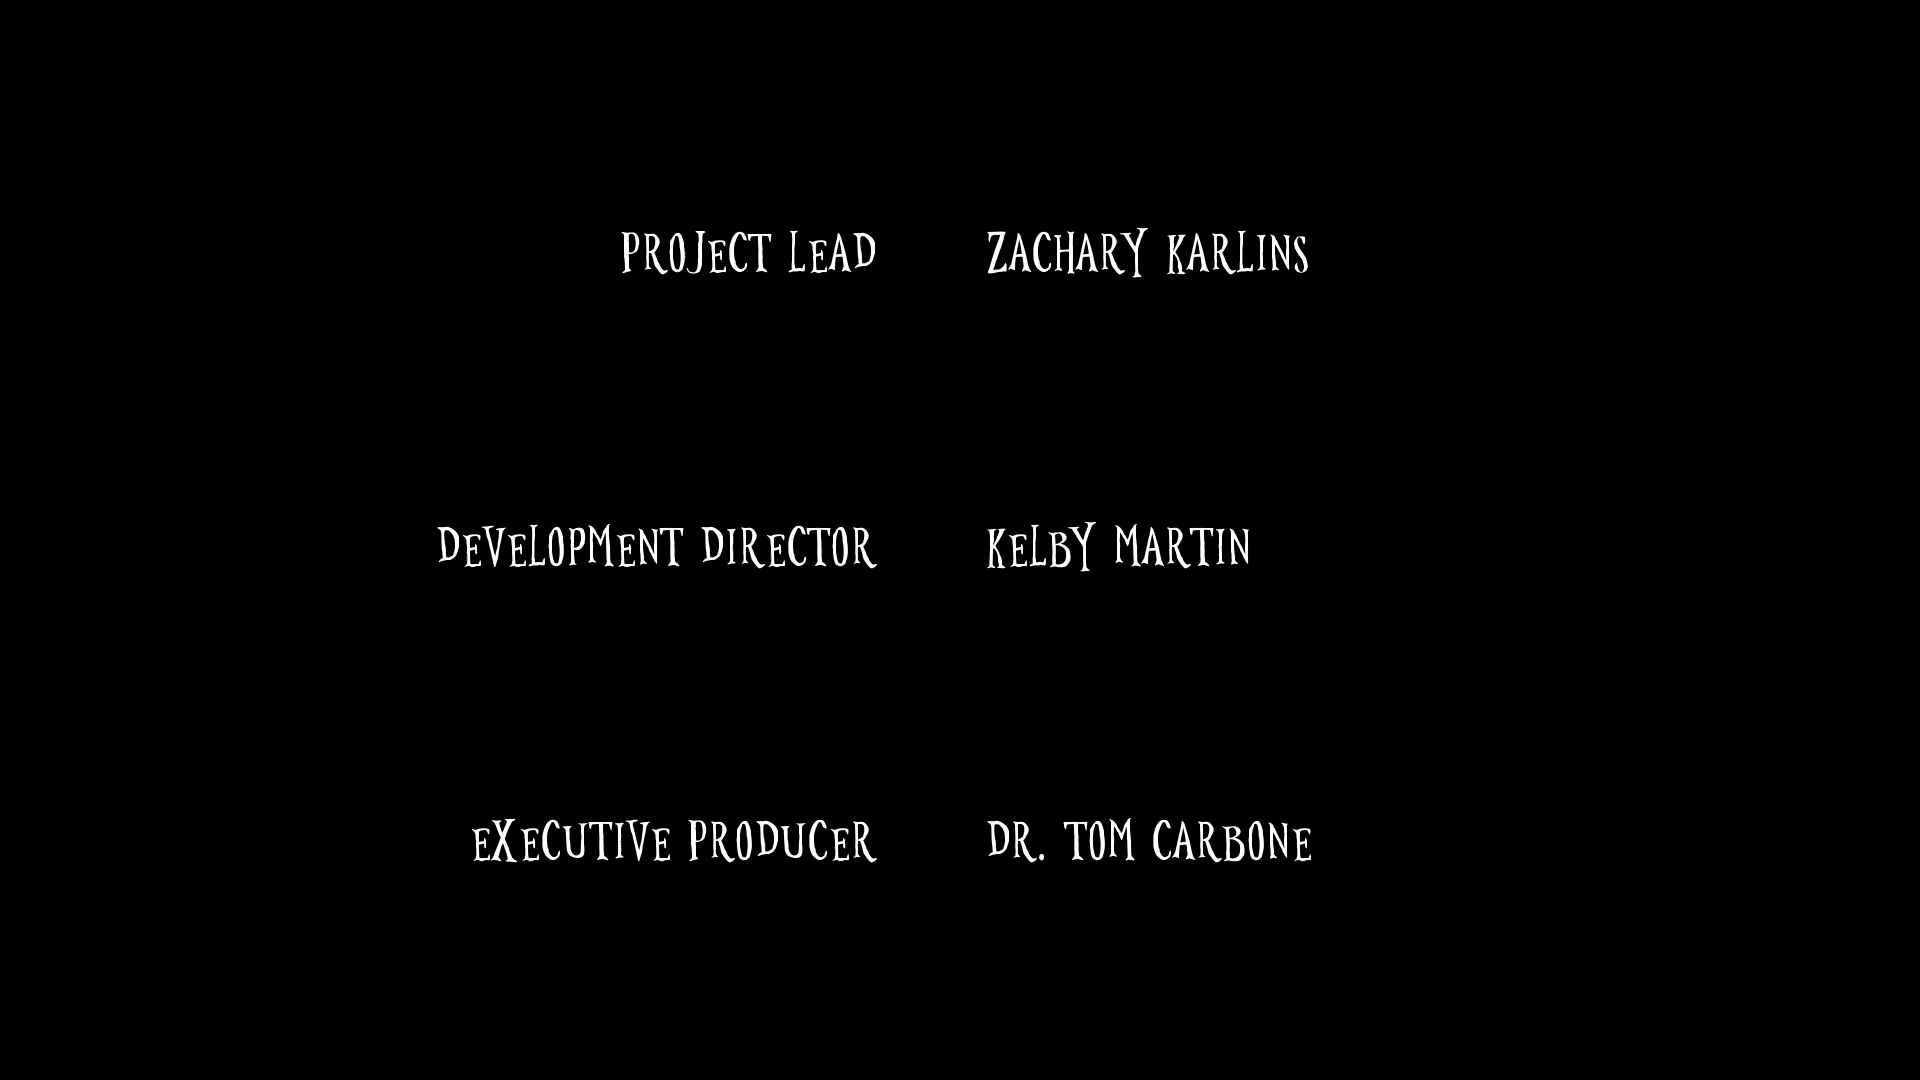 PROJECT LEAD ZACHARY KARLINS
DEVELOPMENT DIRECTOR KELBY MARTIN
EXECUTIVE PRODUCER DR. TOM CARBONE